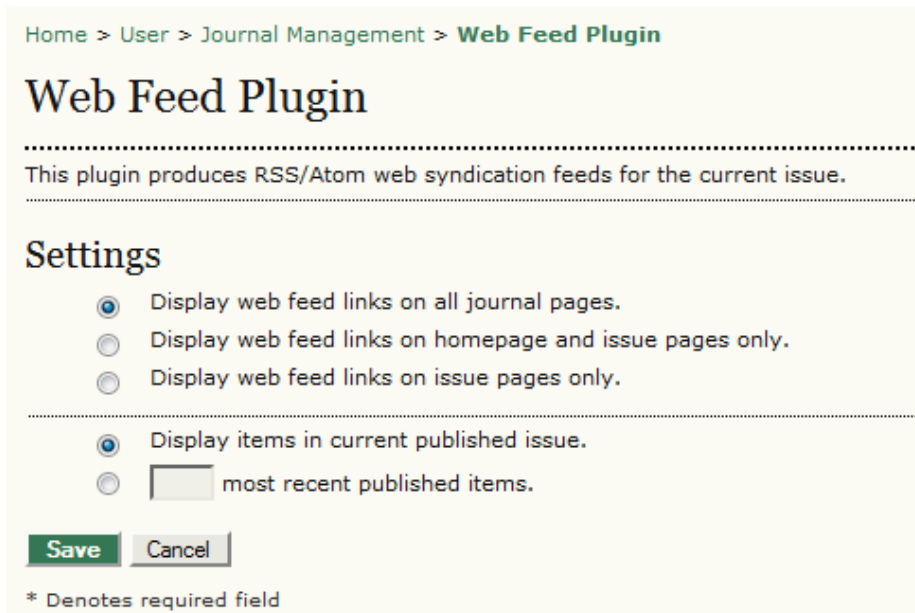 Home > User > Journal Management > Web Feed Plugin
Web Feed Plugin
This plugin produces RSS/Atom web syndication feeds for the current issue.
Settings
Display web feed links on all journal pages.
Display web feed links on homepage and issue pages only.
Display web feed links on issue pages only.
Display items in current published issue.
most recent published items.
Save Cancel
* Denotes required field